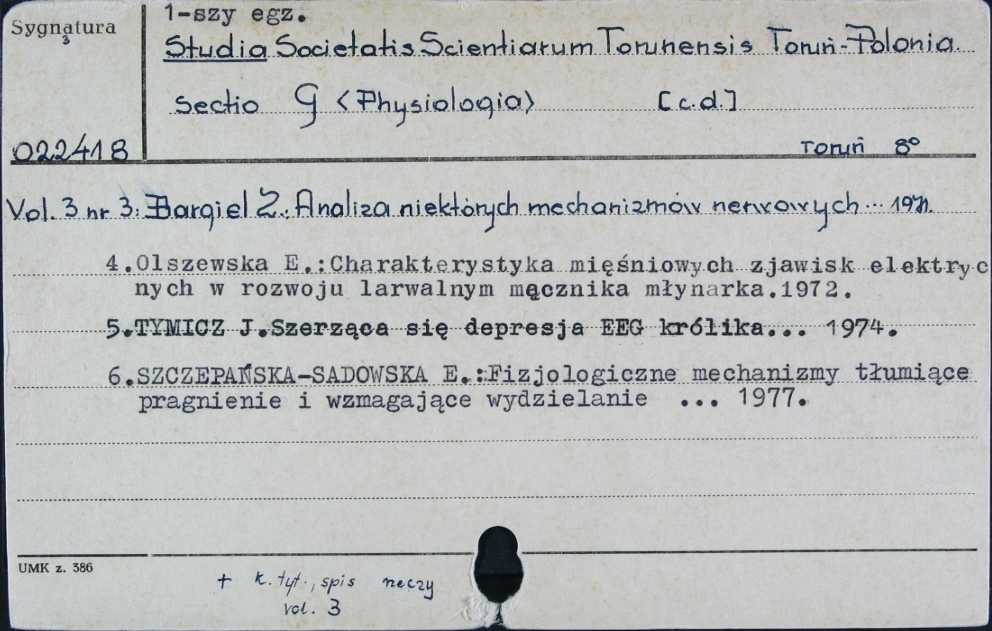 1-szy egz.
Sygnatura
3
Studia Societatis Scientiarum Torunensis Toruń-Polonia.
Sectio G <Physiologia> [c.d.]
022418
Toruń 8°
Vol. 3 nr 3: Bargiel Z.: Analiza niektórych mechanizmów nerwowych ... 1971.
4.Olszewska E.:Charakterystyka mięśniowych zjawisk elektryc
nych w rozwoju larwalnym mącznika młynarka.1972.
5.TYMICZ J.Szerząca się depresja EEG królika... 1974.
6.SZCZEPAŃSKA-SADOWSKA E.:Fizjologiczne mechanizmy tłumiące
pragnienie i wzmagające wydzielanie ... 1977.
UMK z. 386
+ k. tyt., spis rzeczy
vol. 3